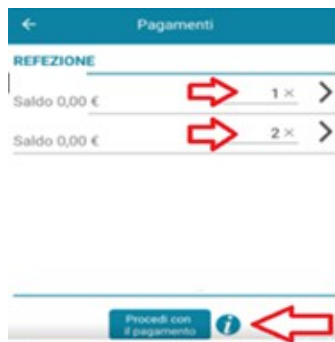 Pagamenti
REFEZIONE
Saldo 0,00 € 1 ×
Saldo 0,00 € 2 ×
Procedi con
il pagamento i